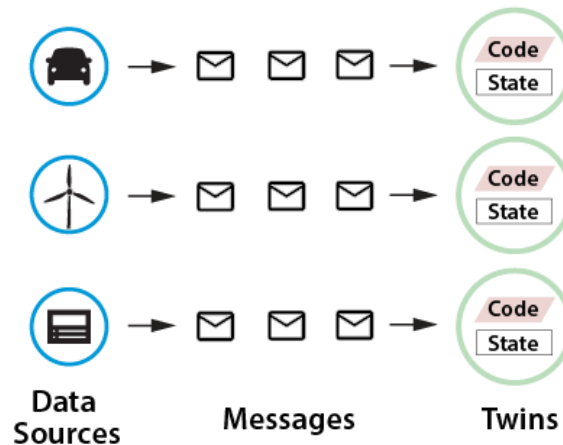 Code
State
Code
State
Code
State
Data
Sources
Messages
Twins